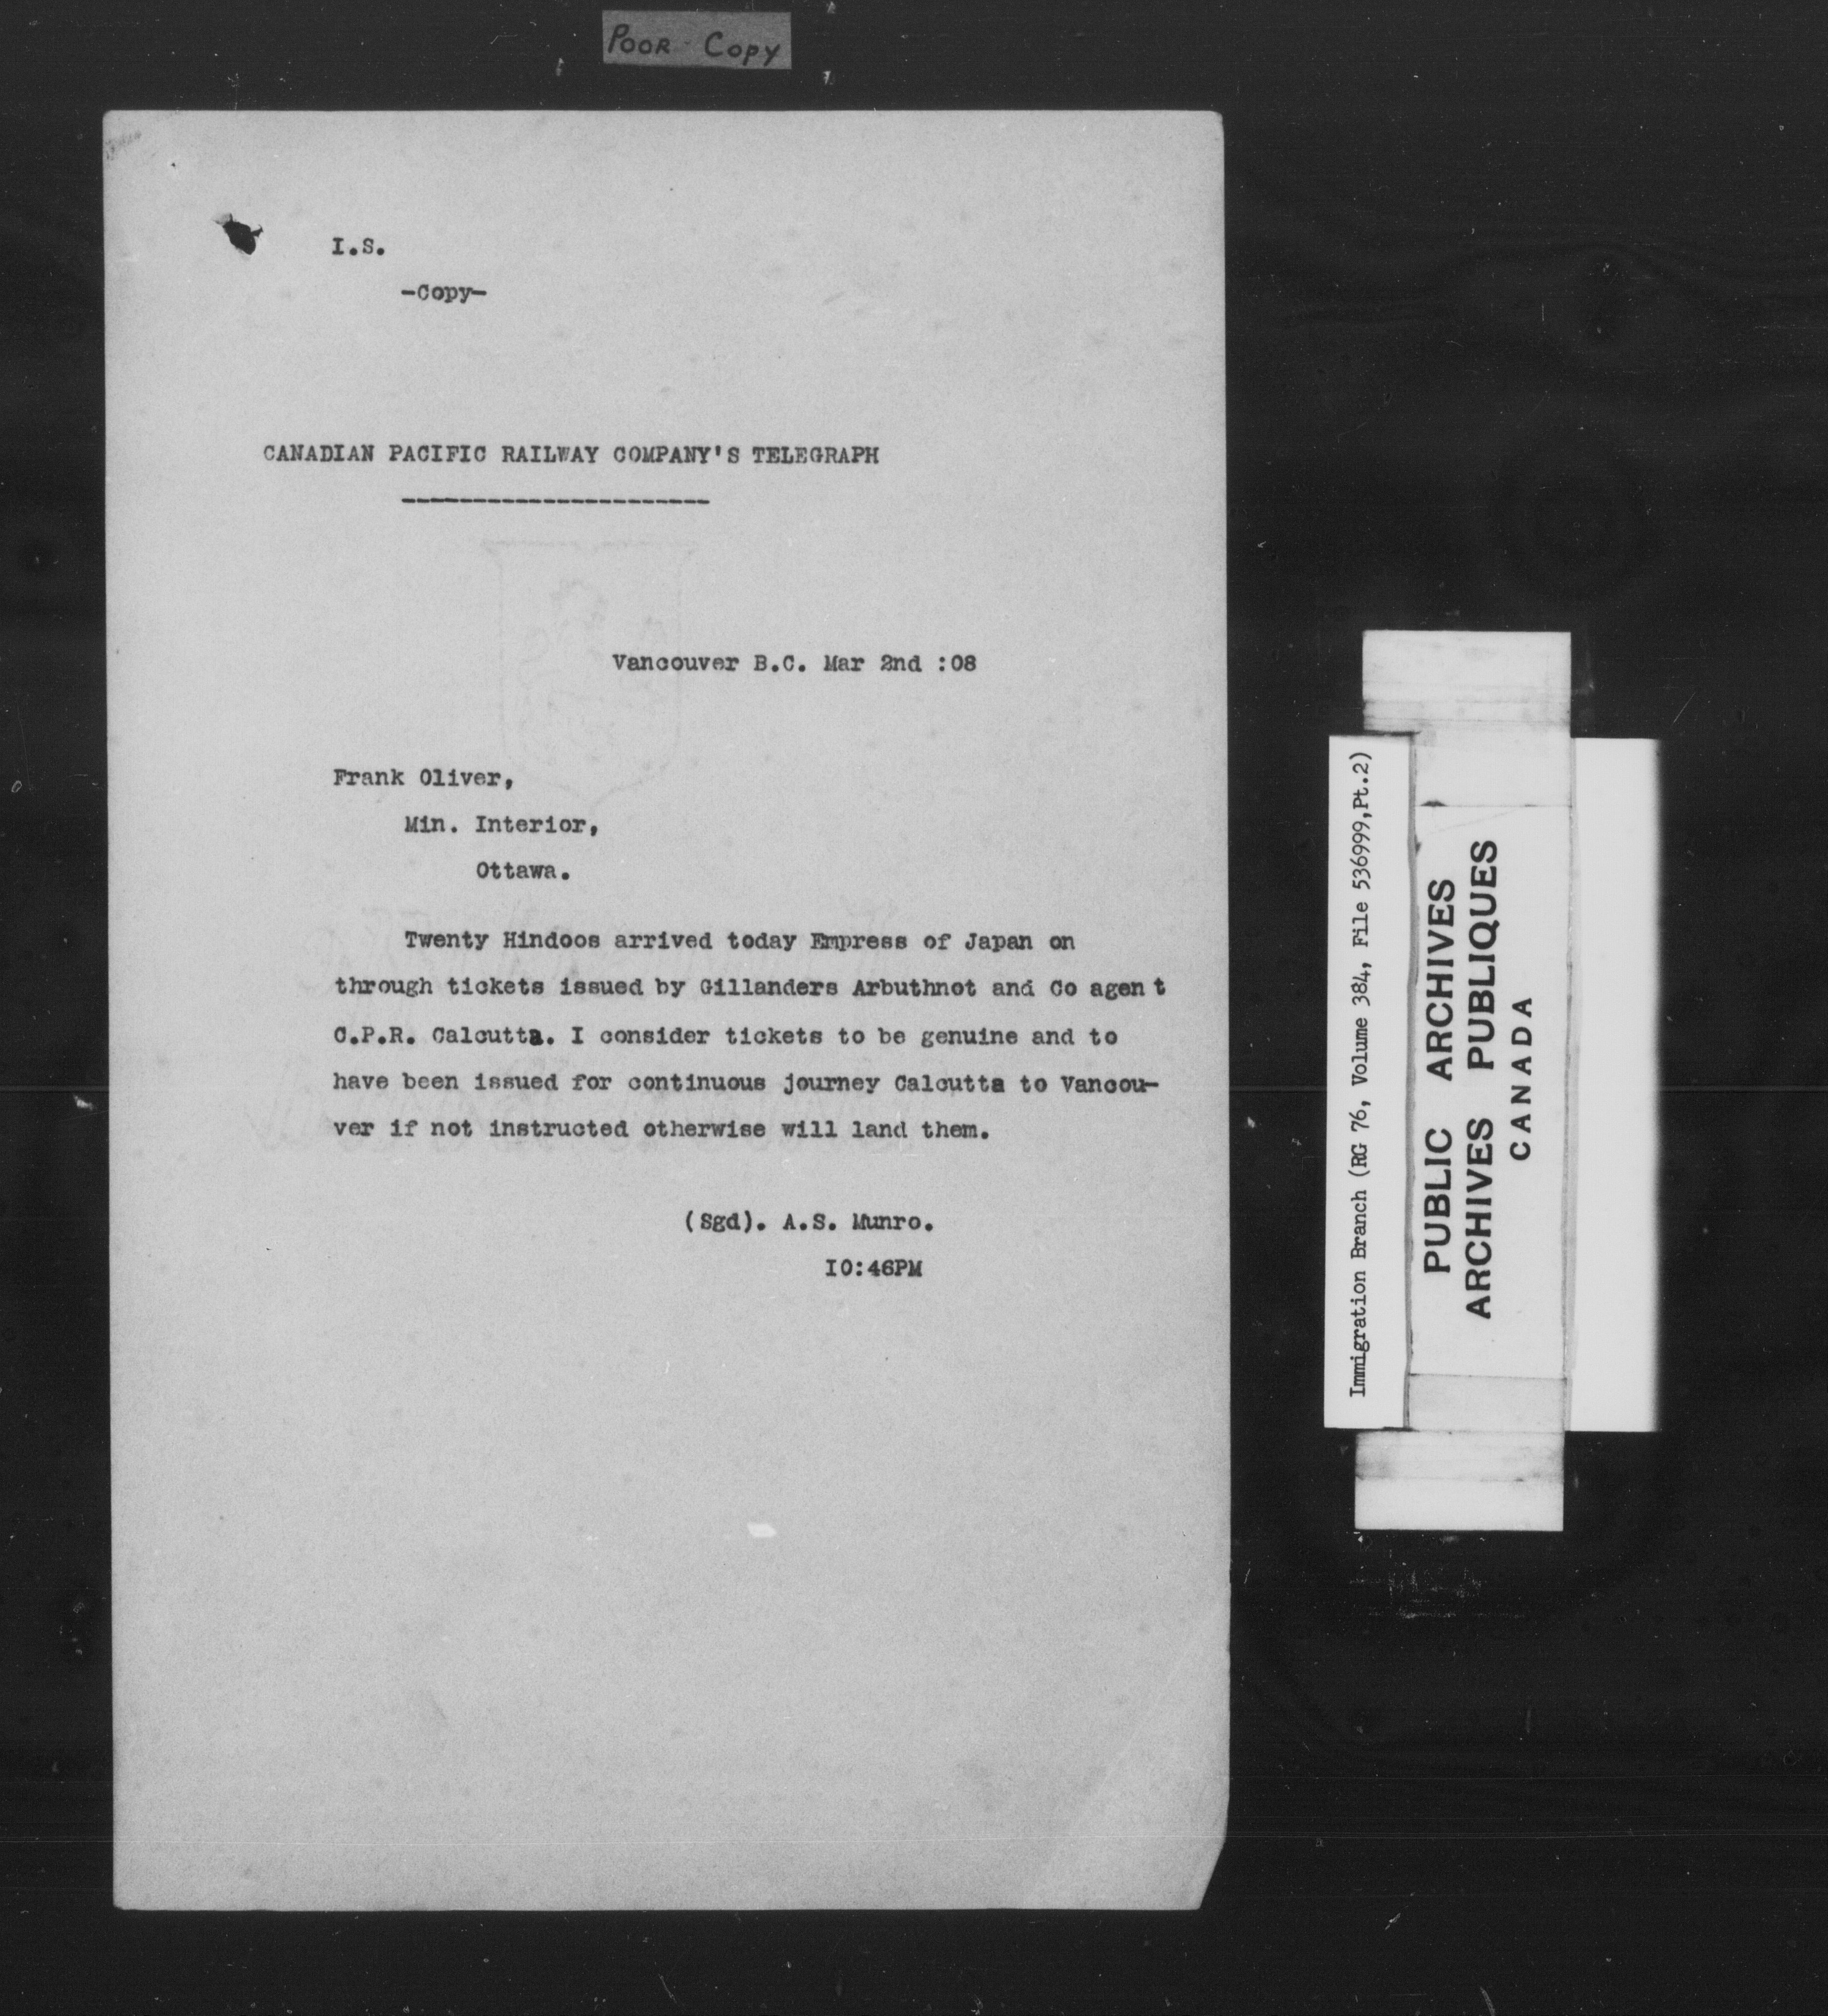 POOR COPY
I.S.
-Copy-
CANADIAN PACIFIC RAILWAY COMPANY'S TELEGRAPH
----------------------
Vancouver B.C. Mar 2nd :08
Frank Oliver,
Min. Interior,
Ottawa.
Twenty Hindoos arrived today Empress of Japan on
through tickets issued by Gillanders Arbuthnot and Co agen t
C.P.R. Calcutta. I consider tickets to be genuine and to
have been issued for continuous journey Calcutta to Vancou-
ver if not instructed otherwise will land them.
(Sgd). A.S. Munro.
I0:46PM
Immigration Branch (RG 76, Volume 384, File 536999,Pt.2)
PUBLIC ARCHIVES
ARCHIVES PUBLIQUES
CANADA